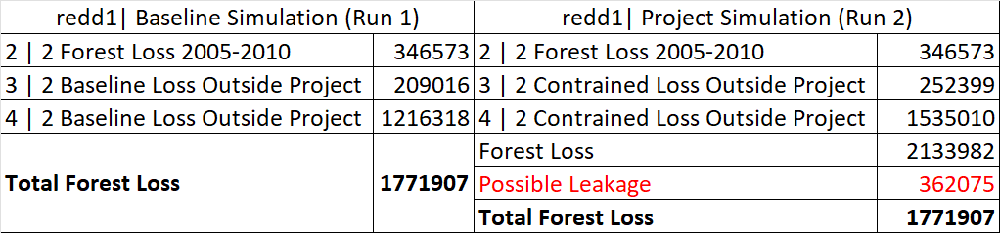 redd1| Baseline Simulation (Run 1) redd1| Project Simulation (Run 2)
2 | 2 Forest Loss 2005-2010 346573 2 | 2 Forest Loss 2005-2010 346573
3 | 2 Baseline Loss Outside Project 209016 3 | 2 Contrained Loss Outside Project 252399
4 | 2 Baseline Loss Outside Project 1216318 4 | 2 Contrained Loss Outside Project 1535010
Forest Loss 2133982
Total Forest Loss 1771907 Possible Leakage 362075
Total Forest Loss 1771907